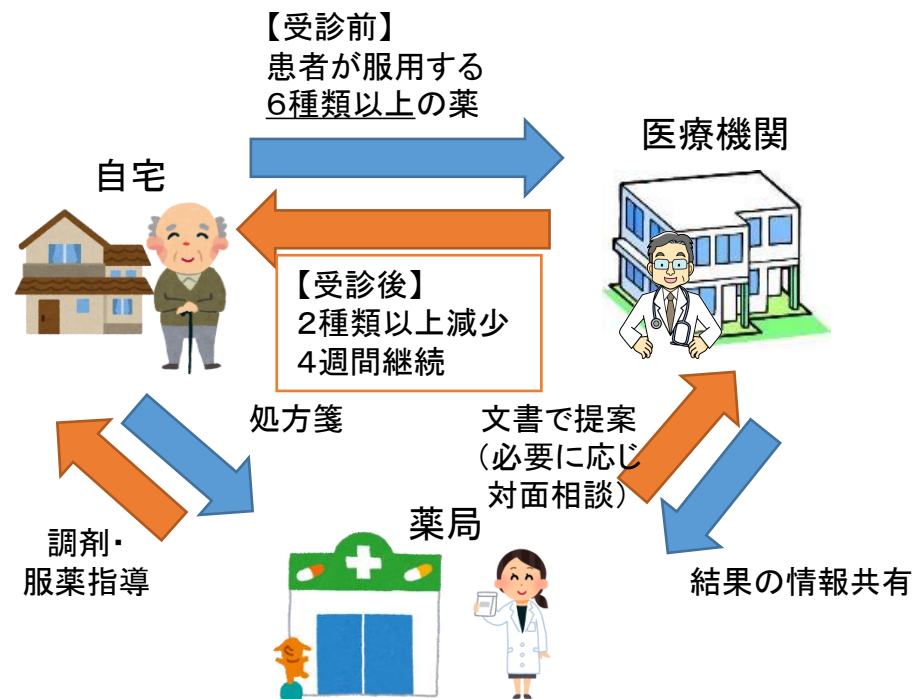 【受診前】
患者が服用する
6種類以上の薬
医療機関
自宅
【受診後】
2種類以上減少
4週間継続
処方箋
文書で提案
（必要に応じ
対面相談）
薬局
調剤・
服薬指導
結果の情報共有